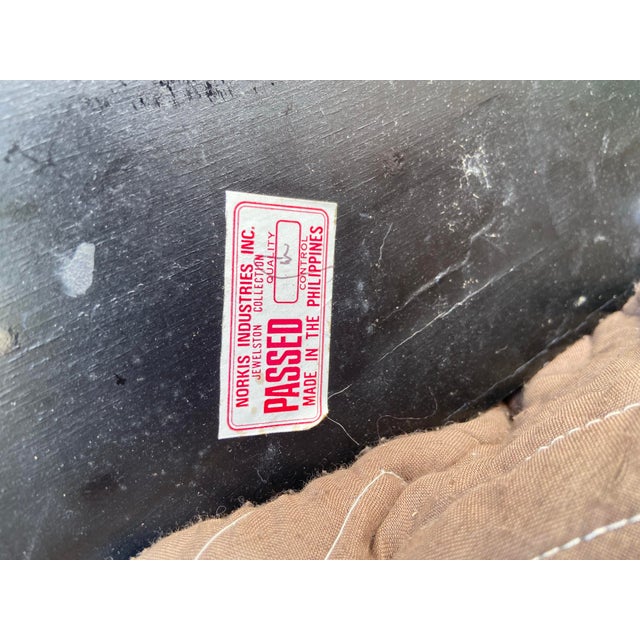 NORKIS INDUSTRIES INC.
JEWELSTON COLLECTION
PASSED
QUALITY
CONTROL
MADE IN THE PHILIPPINES